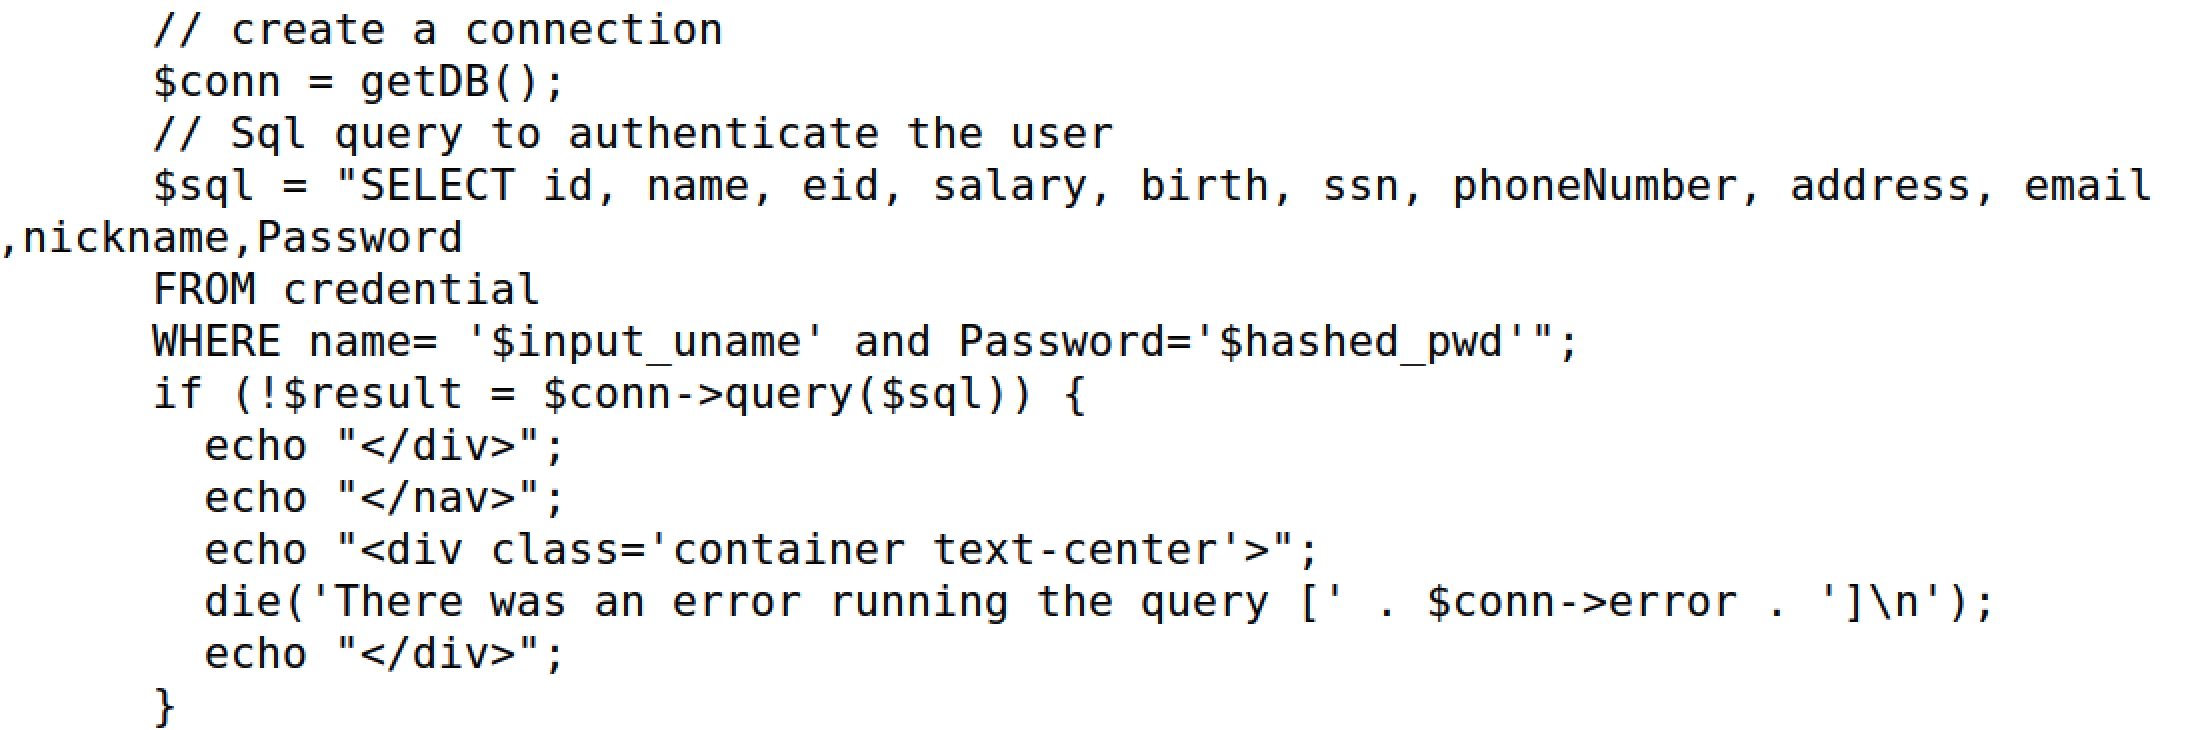 // create a connection
$conn = getDB();
// Sql query to authenticate the user
$sql = "SELECT id, name, eid, salary, birth, ssn, phoneNumber, address, email
,nickname,Password
FROM credential
WHERE name= '$input_uname' and Password='$hashed_pwd'";
if (!$result = $conn->query($sql)) {
echo "</div>";
echo "</nav>";
echo "<div class='container text-center'>";
die('There was an error running the query [' . $conn->error . ']\n');
echo "</div>";
}